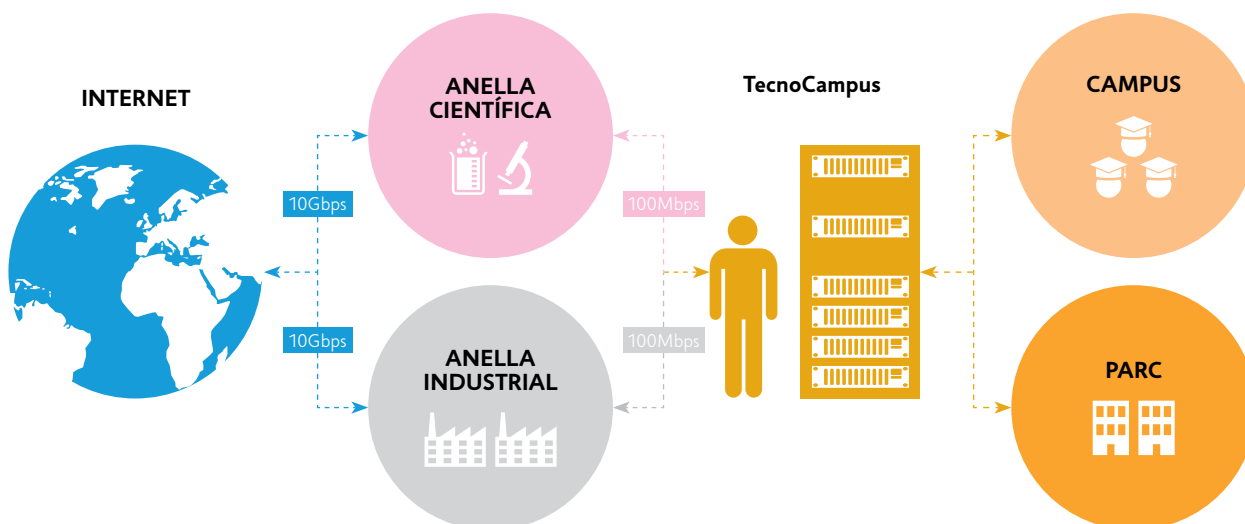 INTERNET
ANELLA
CIENTÍFICA
TecnoCampus
CAMPUS
10Gbps
100Mbps
10Gbps
100Mbps
ANELLA
INDUSTRIAL
PARC